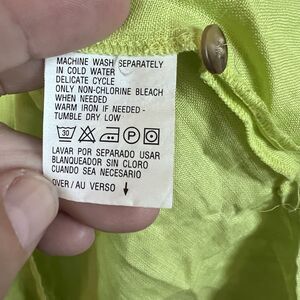 MACHINE WASH SEPARATELY
IN COLD WATER
DELICATE CYCLE
ONLY NON-CHLORINE BLEACH
WHEN NEEDED
WARM IRON IF NEEDED -
TUMBLE DRY LOW
30 P
LAVAR POR SEPARADO USAR
BLANQUEADOR SIN CLORO
CUANDO SEA NECESARIO
OVER/AU VERSO ↓